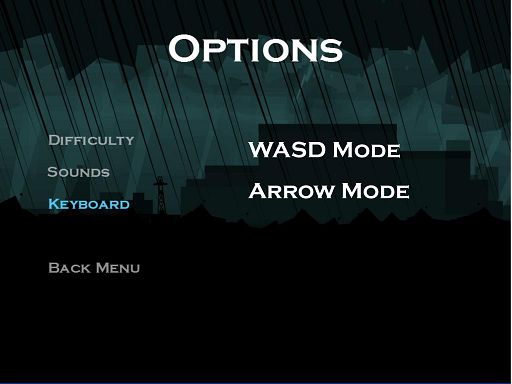 Options
Difficulty
Sounds
Keyboard
Back Menu
WASD Mode
Arrow Mode